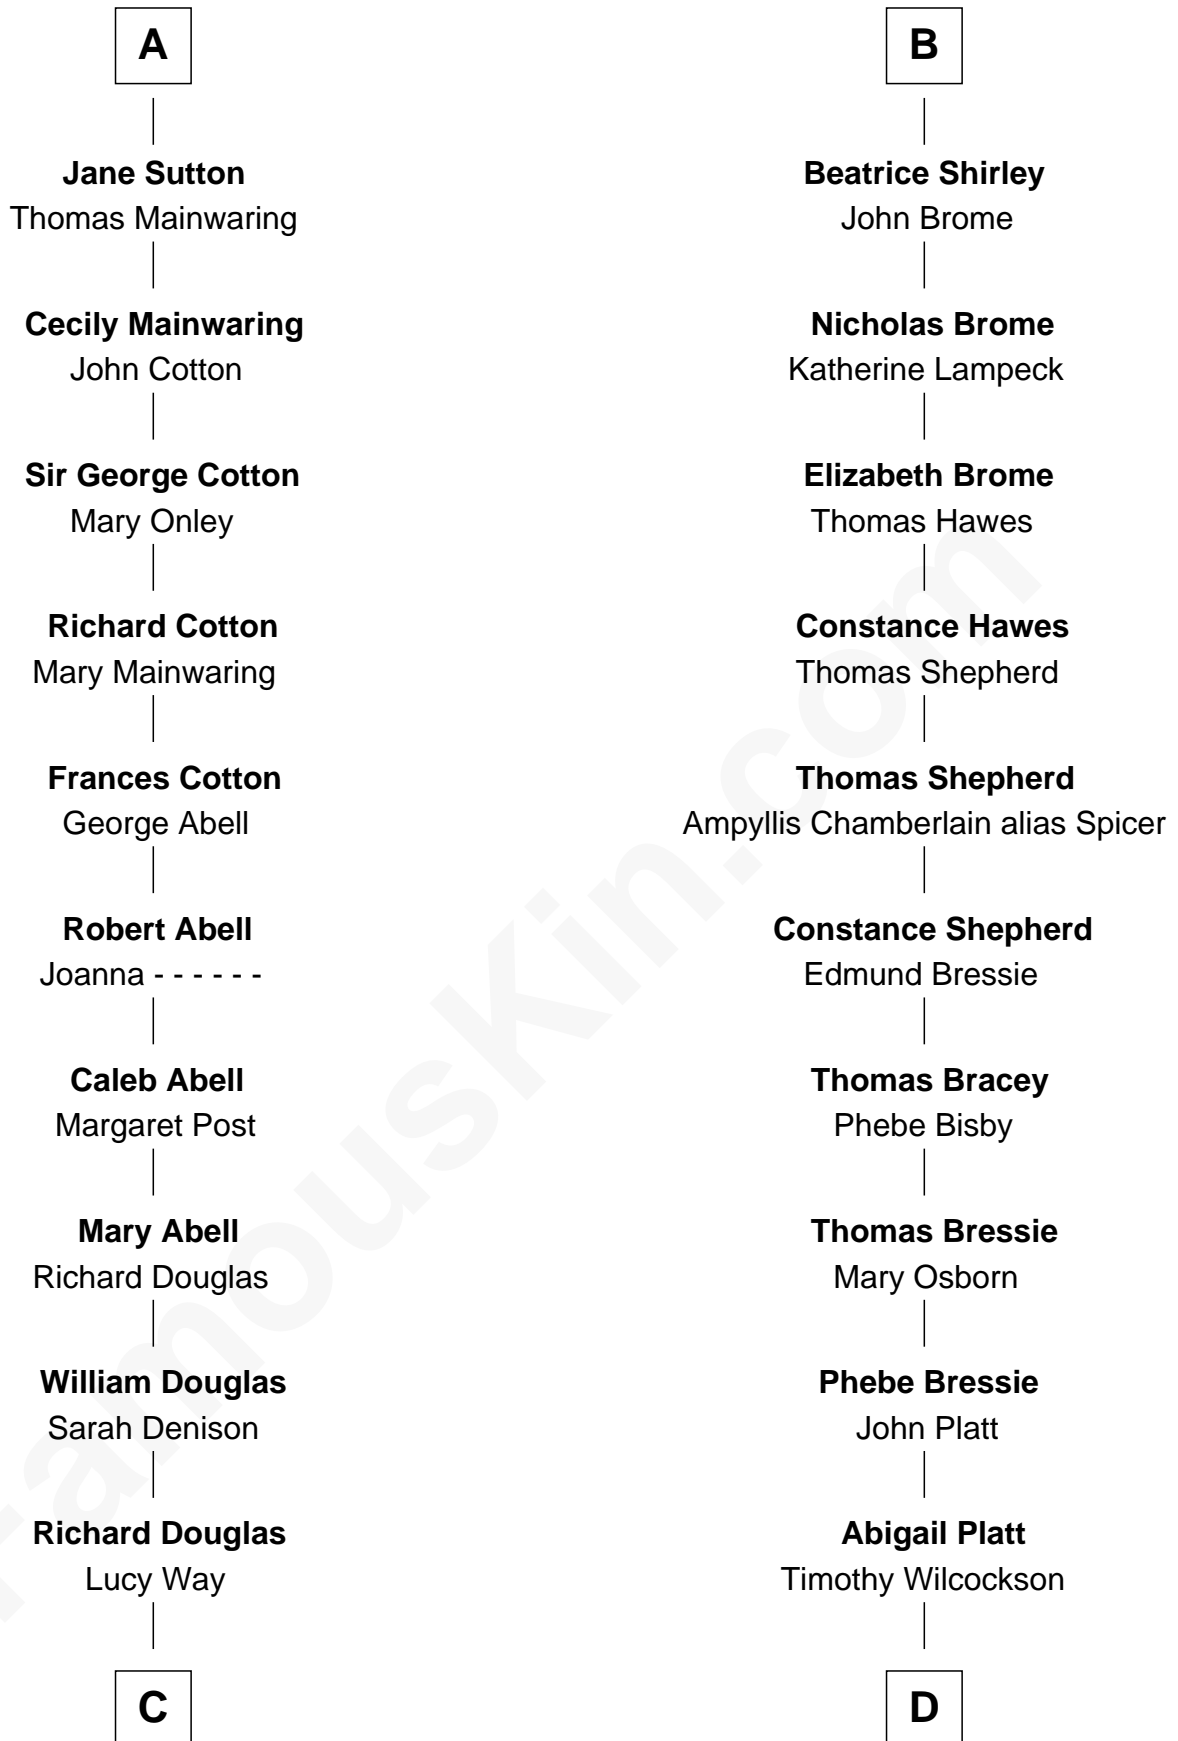 A
Jane Sutton
Thomas Mainwaring
Cecily Mainwaring
John Cotton
Sir George Cotton
Mary Onley
Richard Cotton
Mary Mainwaring
Frances Cotton
George Abell
Robert Abell
Joanna - - - - - -
Caleb Abell
Margaret Post
Mary Abell
Richard Douglas
William Douglas
Sarah Denison
Richard Douglas
Lucy Way
C
B
Beatrice Shirley
John Brome
Nicholas Brome
Katherine Lampeck
Elizabeth Brome
Thomas Hawes
Constance Hawes
Thomas Shepherd
Thomas Shepherd
Ampyllis Chamberlain alias Spicer
Constance Shepherd
Edmund Bressie
Thomas Bracey
Phebe Bisby
Thomas Bressie
Mary Osborn
Phebe Bressie
John Platt
Abigail Platt
Timothy Wilcockson
D
FamousKin.com